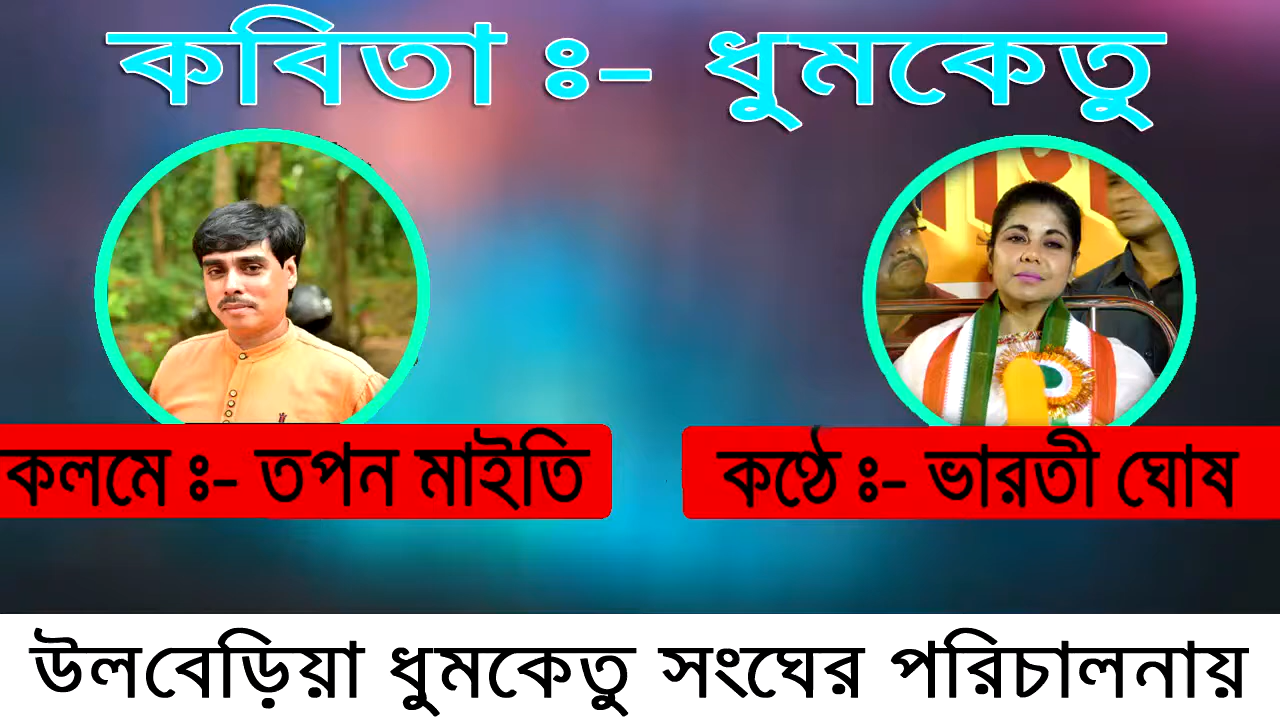 কবিতা ঃ- ধুমকেতু
কলমে ঃ- তপন মাইতি
কণ্ঠে ঃ- ভারতী ঘোষ
উলবেড়িয়া ধুমকেতু সংঘের পরিচালনায়